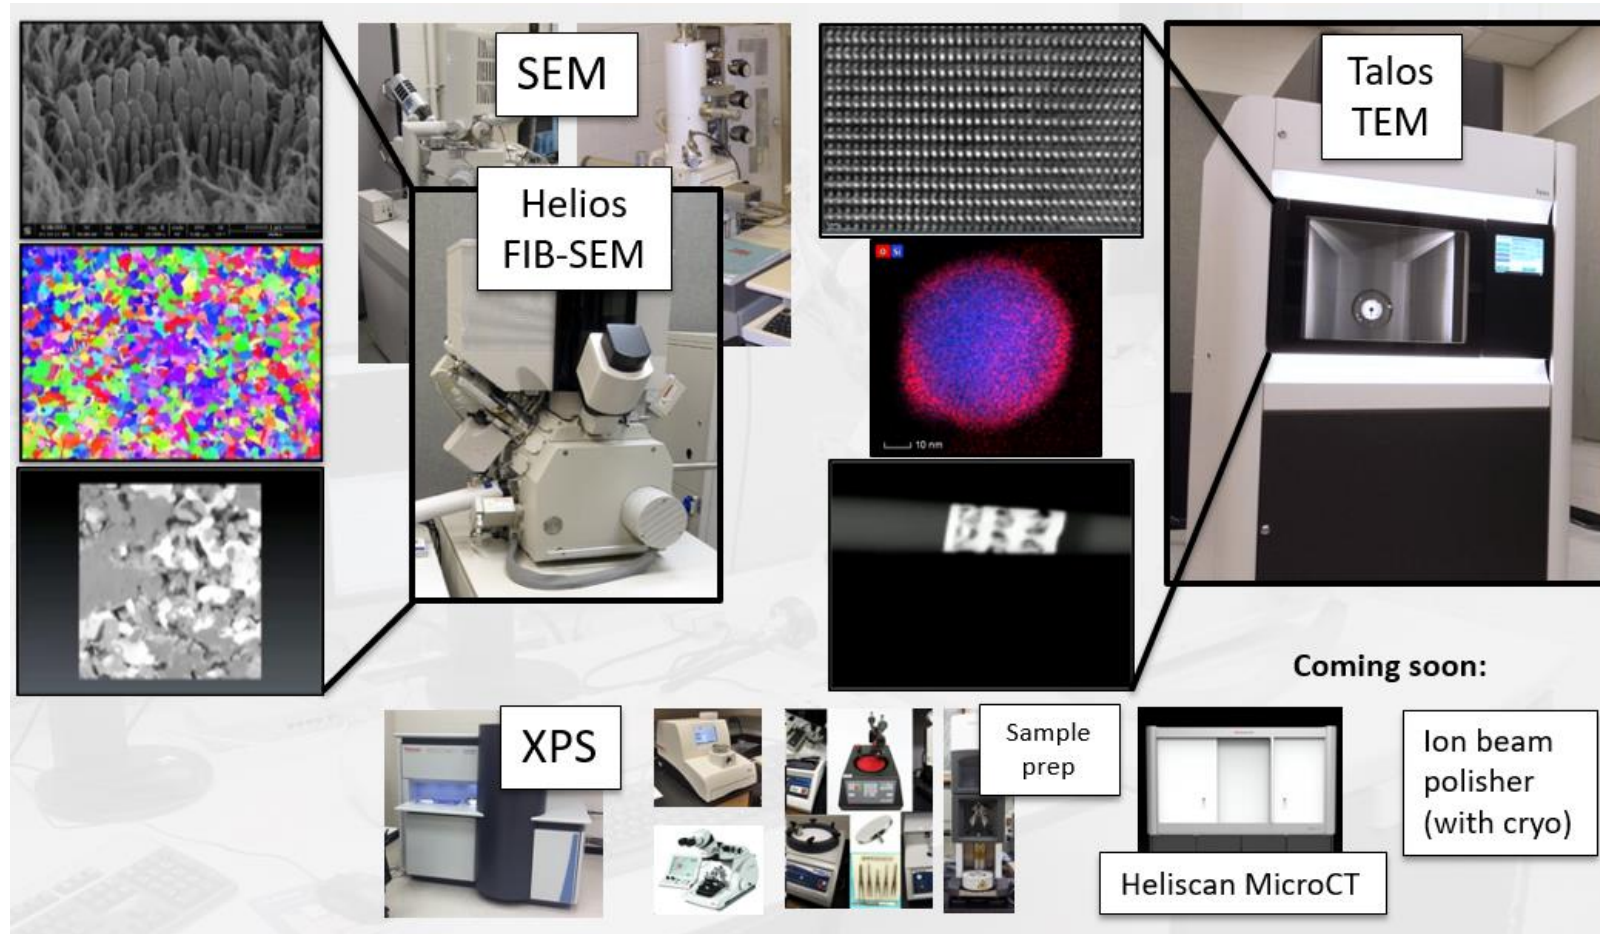 SEM
Helios
FIB-SEM
Talos
TEM
O Si
10 nm
Coming soon:
XPS
Sample
prep
Heliscan MicroCT
Ion beam
polisher
(with cryo)